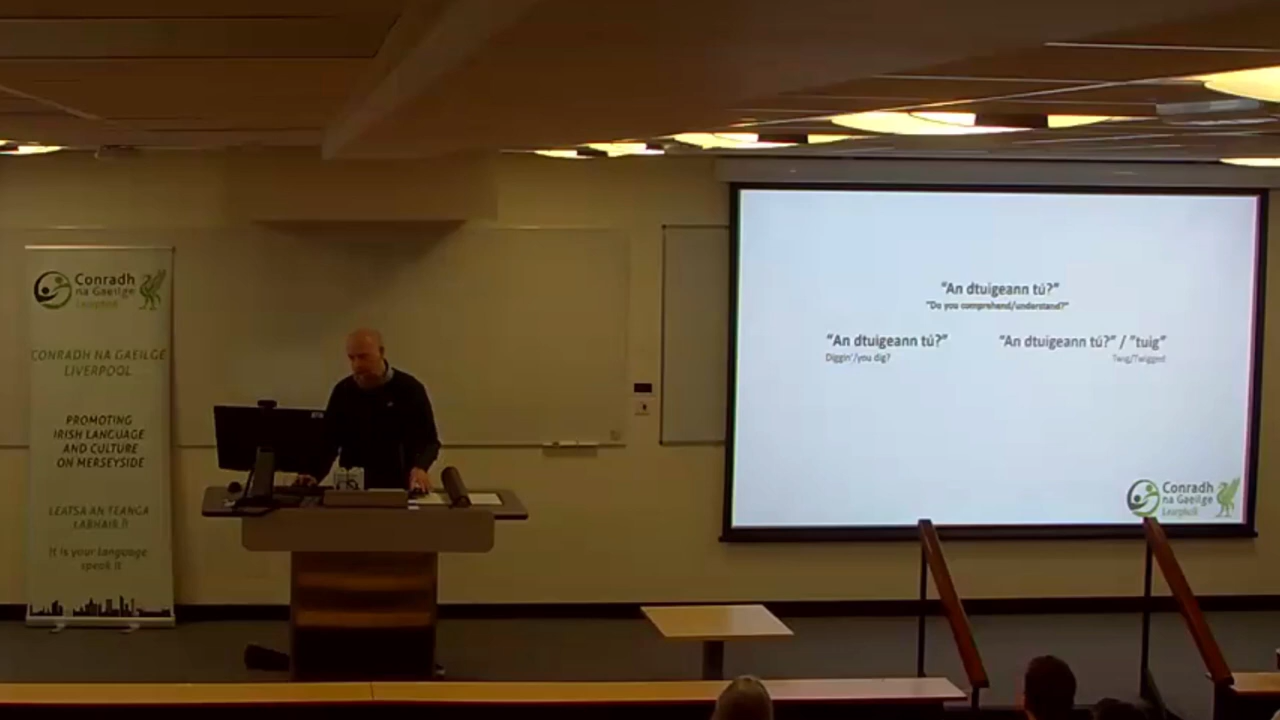 Conradh
na Gaeilge
Learpholl
CONRADH NA GAEILGE
LIVERPOOL
PROMOTING
IRISH LANGUAGE
AND CULTURE
ON MERSEYSIDE
LEATSA AN TEANGA
LABHAIR Í!
It is your language
speak it
“An dtuigeann tú?”
“Do you comprehend/understand?”
“An dtuigeann tú?”
Diggin’/you dig?
“An dtuigeann tú?” / “tuig”
Twig/Twigged
Conradh
na Gaeilge
Learpholl